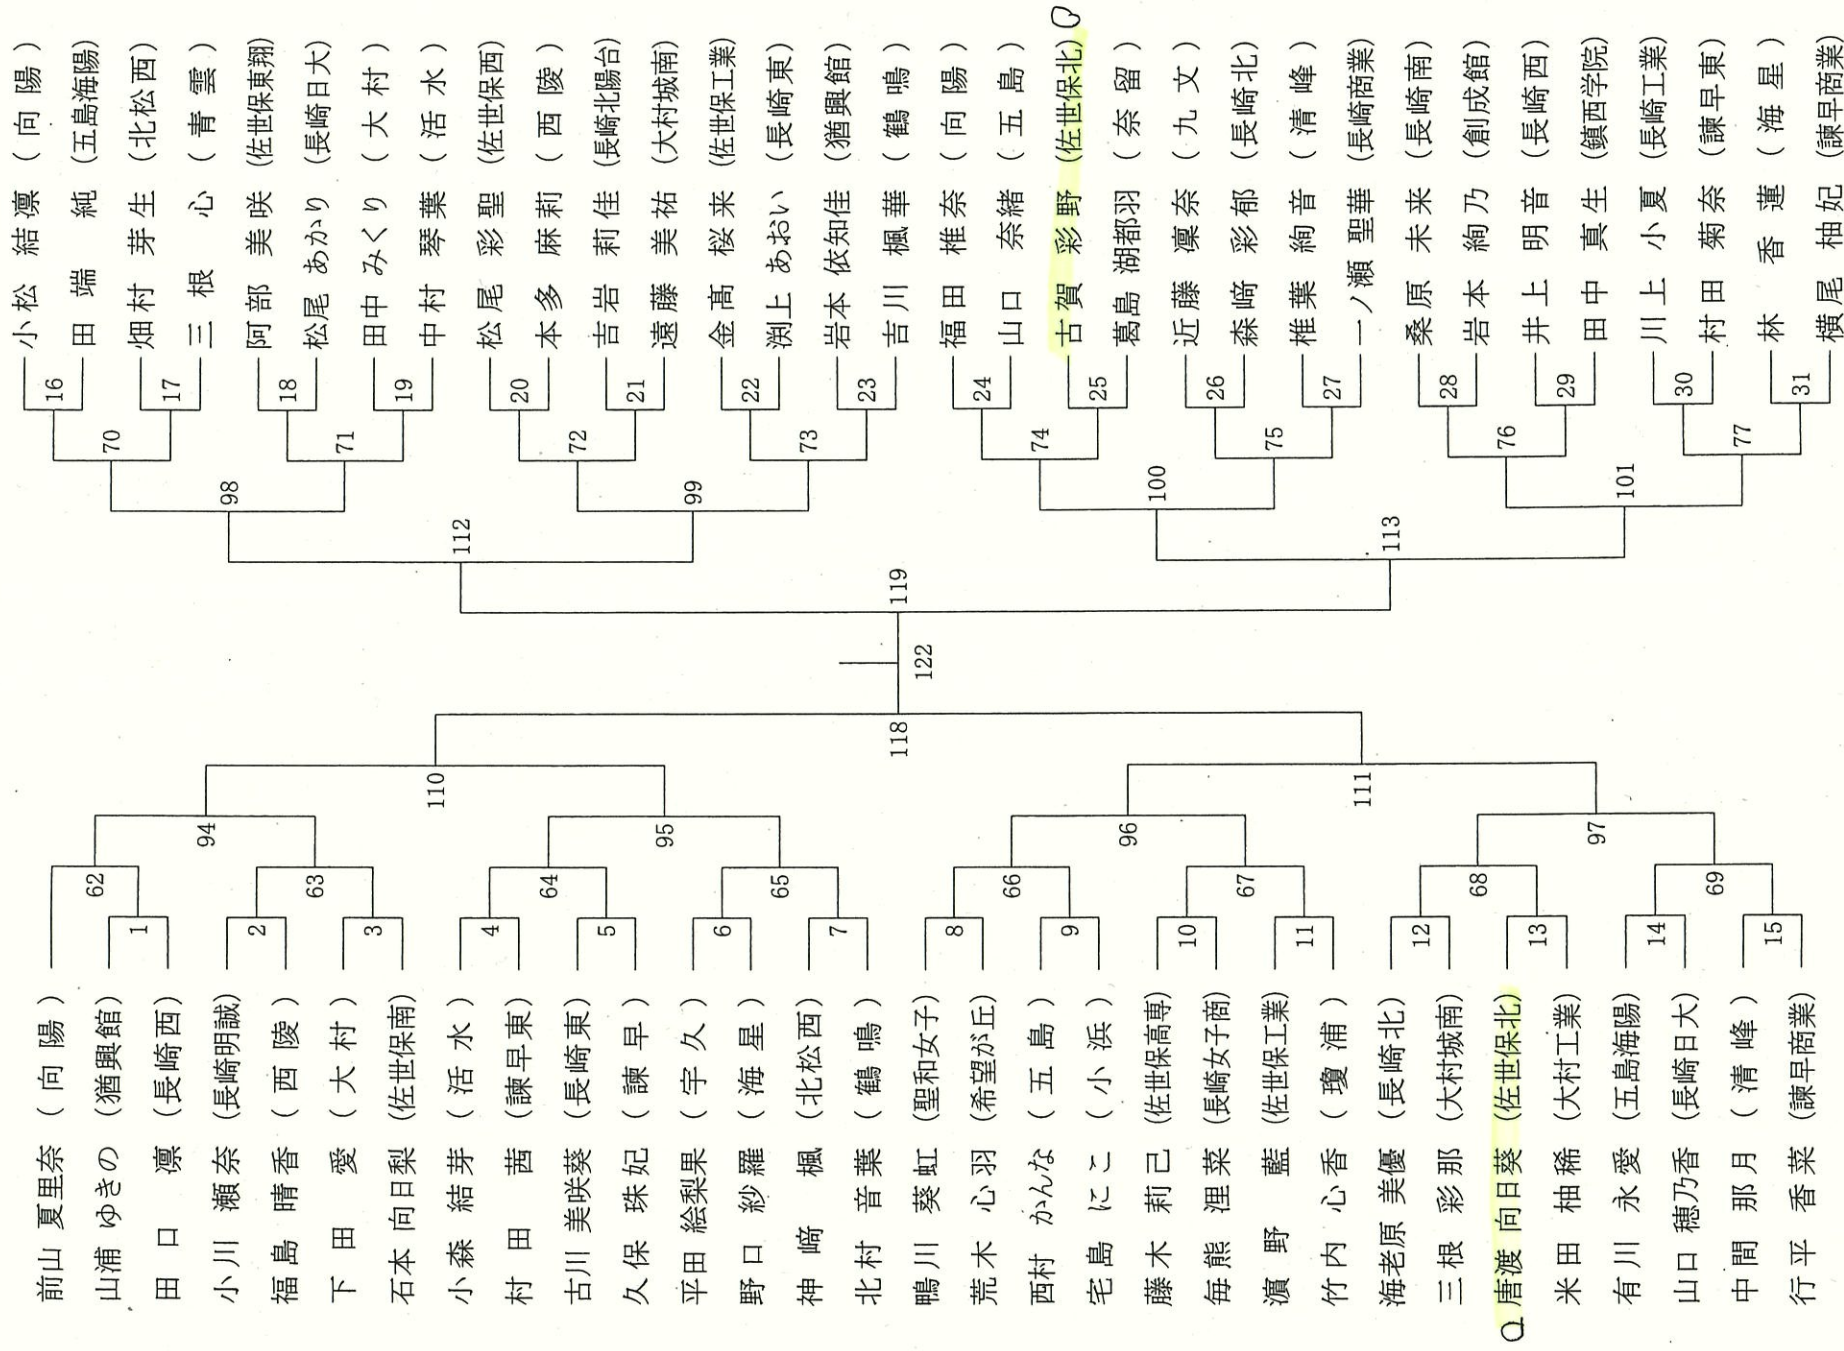 小松 結凛 (向陽)
田端 純 (五島海陽)
畑村 芽生 (北松西)
三根 心 (青雲)
阿部 美咲 (佐世保東翔)
松尾 あかり (長崎日大)
田中 みくり (大村)
中村 琴葉 (活水)
松尾 彩聖 (佐世保西)
本多 麻莉 (西陵)
吉岩 莉佳 (長崎北陽台)
遠藤 美祐 (大村城南)
金髙 桜来 (佐世保工業)
渕上 あおい (長崎東)
岩本 依知佳 (猶興館)
吉川 楓華 (鶴鳴)
福田 椎奈 (向陽)
山口 奈緒 (五島)
古賀 彩野 (佐世保北)
葛島 湖都羽 (奈留)
近藤 凜奈 (九文)
森﨑 彩郁 (長崎北)
椎葉 絢音 (清峰)
一ノ瀬 聖華 (長崎商業)
桑原 未来 (長崎南)
岩本 絢乃 (創成館)
井上 明音 (長崎西)
田中 真生 (鎮西学院)
川上 小夏 (長崎工業)
村田 菊奈 (諫早東)
林 香蓮 (海星)
横尾 柚妃 (諫早商業)
16 17 18 19 20 21 22 23 24 25 26 27 28 29 30 31
70 71 72 73 74 75 76 77
98 99 100 101
112 113
119
122
118
110 111
94 95 96 97
62 63 64 65 66 67 68 69
1 2 3 4 5 6 7 8 9 10 11 12 13 14 15
前山 夏里奈 (向陽)
山浦 ゆきの (猶興館)
田口 凛 (長崎西)
小川 瀬奈 (長崎明誠)
福島 晴香 (西陵)
下田 愛 (大村)
石本 向日梨 (佐世保南)
小森 結芽 (活水)
村田 茜 (諫早東)
古川 美咲葵 (長崎東)
久保 珠妃 (諫早)
平田 絵梨果 (宇久)
野口 紗羅 (海星)
神﨑 楓 (北松西)
北村 音葉 (鶴鳴)
鴨川 葵虹 (聖和女子)
荒木 心羽 (希望が丘)
西村 かんな (五島)
宅島 にこ (小浜)
藤木 莉己 (佐世保高専)
毎熊 浬菜 (長崎女子商)
濵野 藍 (佐世保工業)
竹内 心香 (瓊浦)
海老原 美優 (長崎北)
三根 彩那 (大村城南)
唐渡 向日葵 (佐世保北)
米田 柚稀 (大村工業)
有川 永愛 (五島海陽)
山口 穂乃香 (長崎日大)
中間 那月 (清峰)
行平 香菜 (諫早商業)